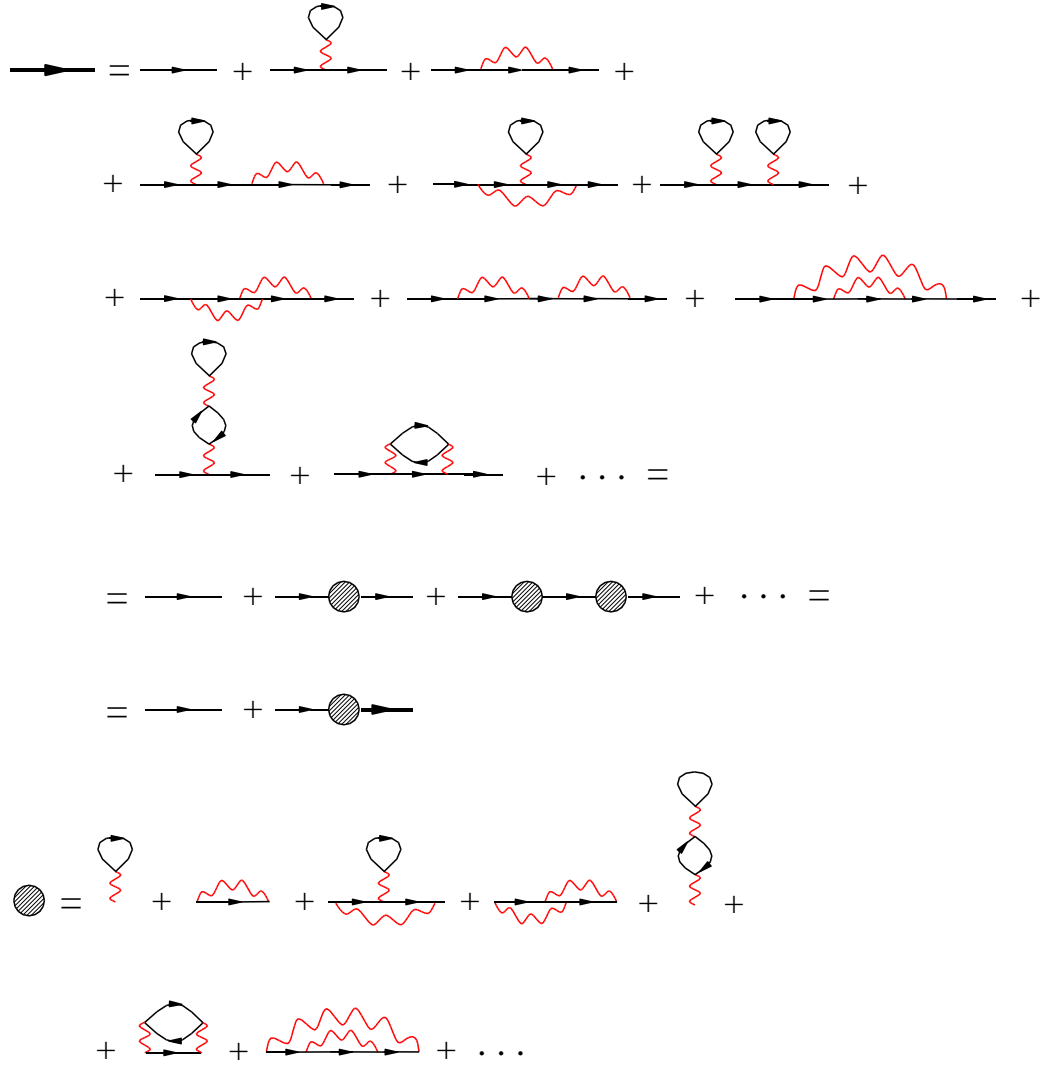 = + + +
+ + + +
+ + + +
+ + + . . . =
= + + + . . . =
= +
= + + + + +
+ + + . . .